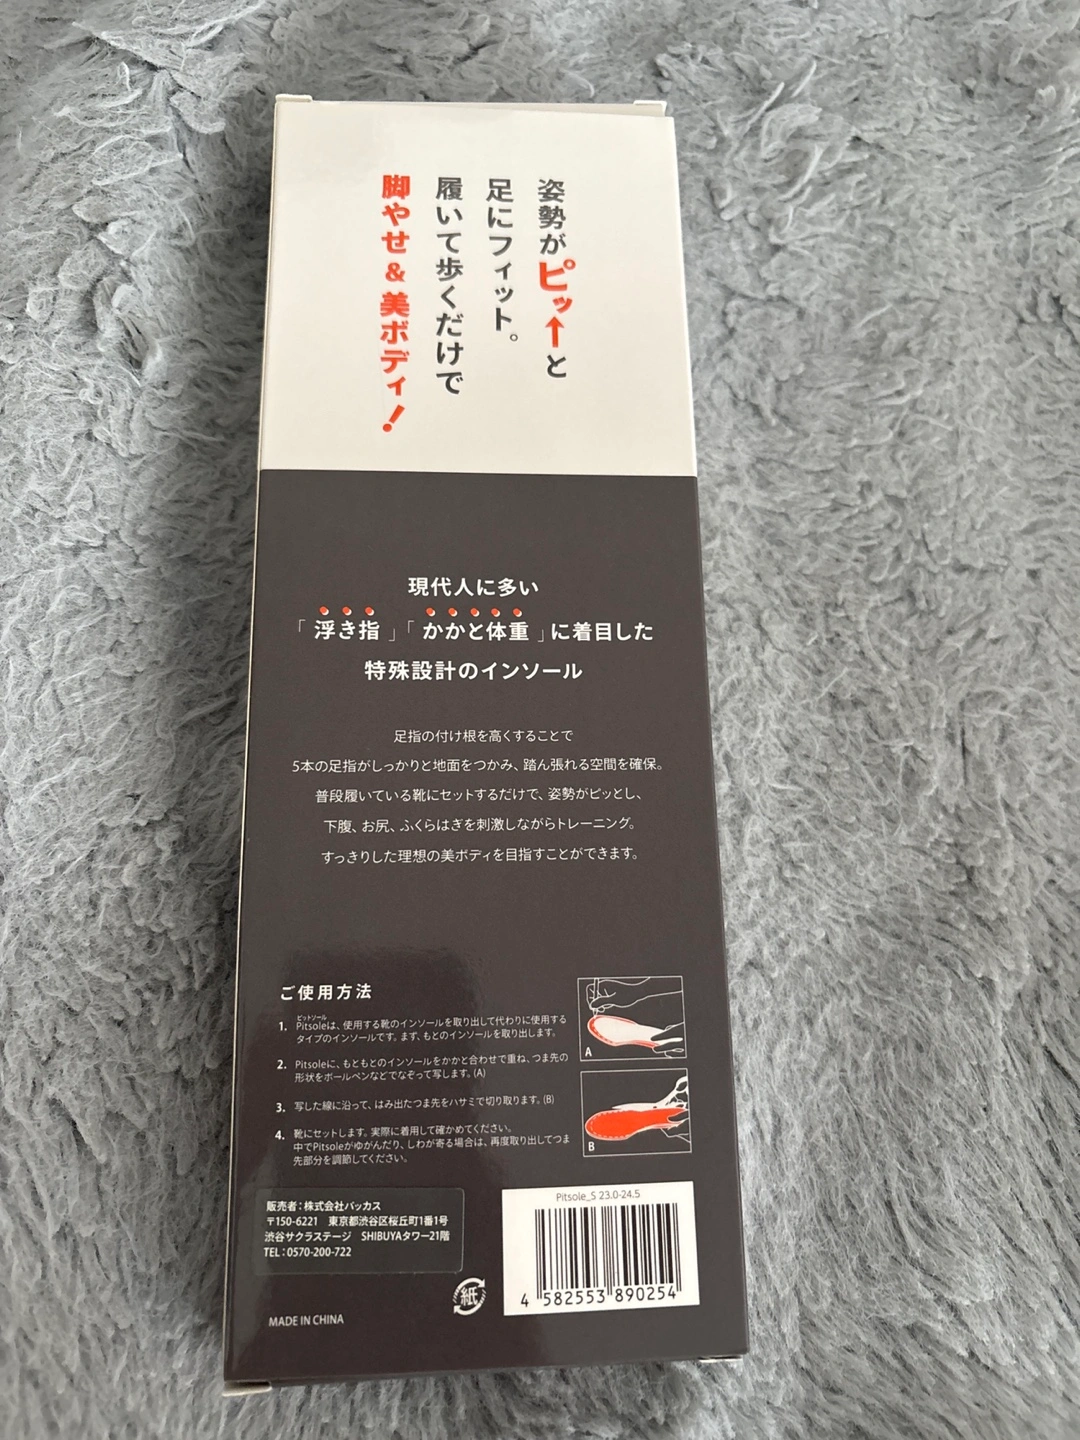 姿勢がピッ↑と
足にフィット。
履いて歩くだけで
脚やせ&美ボディ!
現代人に多い
「浮き指」「かかと体重」に着目した
特殊設計のインソール
足指の付け根を高くすることで
5本の足指がしっかりと地面をつかみ、踏ん張れる空間を確保。
普段履いている靴にセットするだけで、姿勢がピッとし、
下腹、お尻、ふくらはぎを刺激しながらトレーニング。
すっきりした理想の美ボディを目指すことができます。
ご使用方法
ピットソール
1. Pitsoleは、使用する靴のインソールを取り出して代わりに使用する
タイプのインソールです。まず、もとのインソールを取り出します。
2. Pitsoleに、もともとのインソールをかかと合わせで重ね、つま先の
形状をボールペンなどでなぞって写します。(A)
3. 写した線に沿って、はみ出たつま先をハサミで切り取ります。(B)
4. 靴にセットします。実際に着用して確かめてください。
中でPitsoleがゆがんだり、しわが寄る場合は、再度取り出してつま
先部分を調節してください。
A
B
販売者:株式会社バッカス
〒150-6221 東京都渋谷区桜丘町1番1号
渋谷サクラステージ SHIBUYAタワー21階
TEL:0570-200-722
紙
MADE IN CHINA
Pitsole_S 23.0-24.5
4 582553 890254